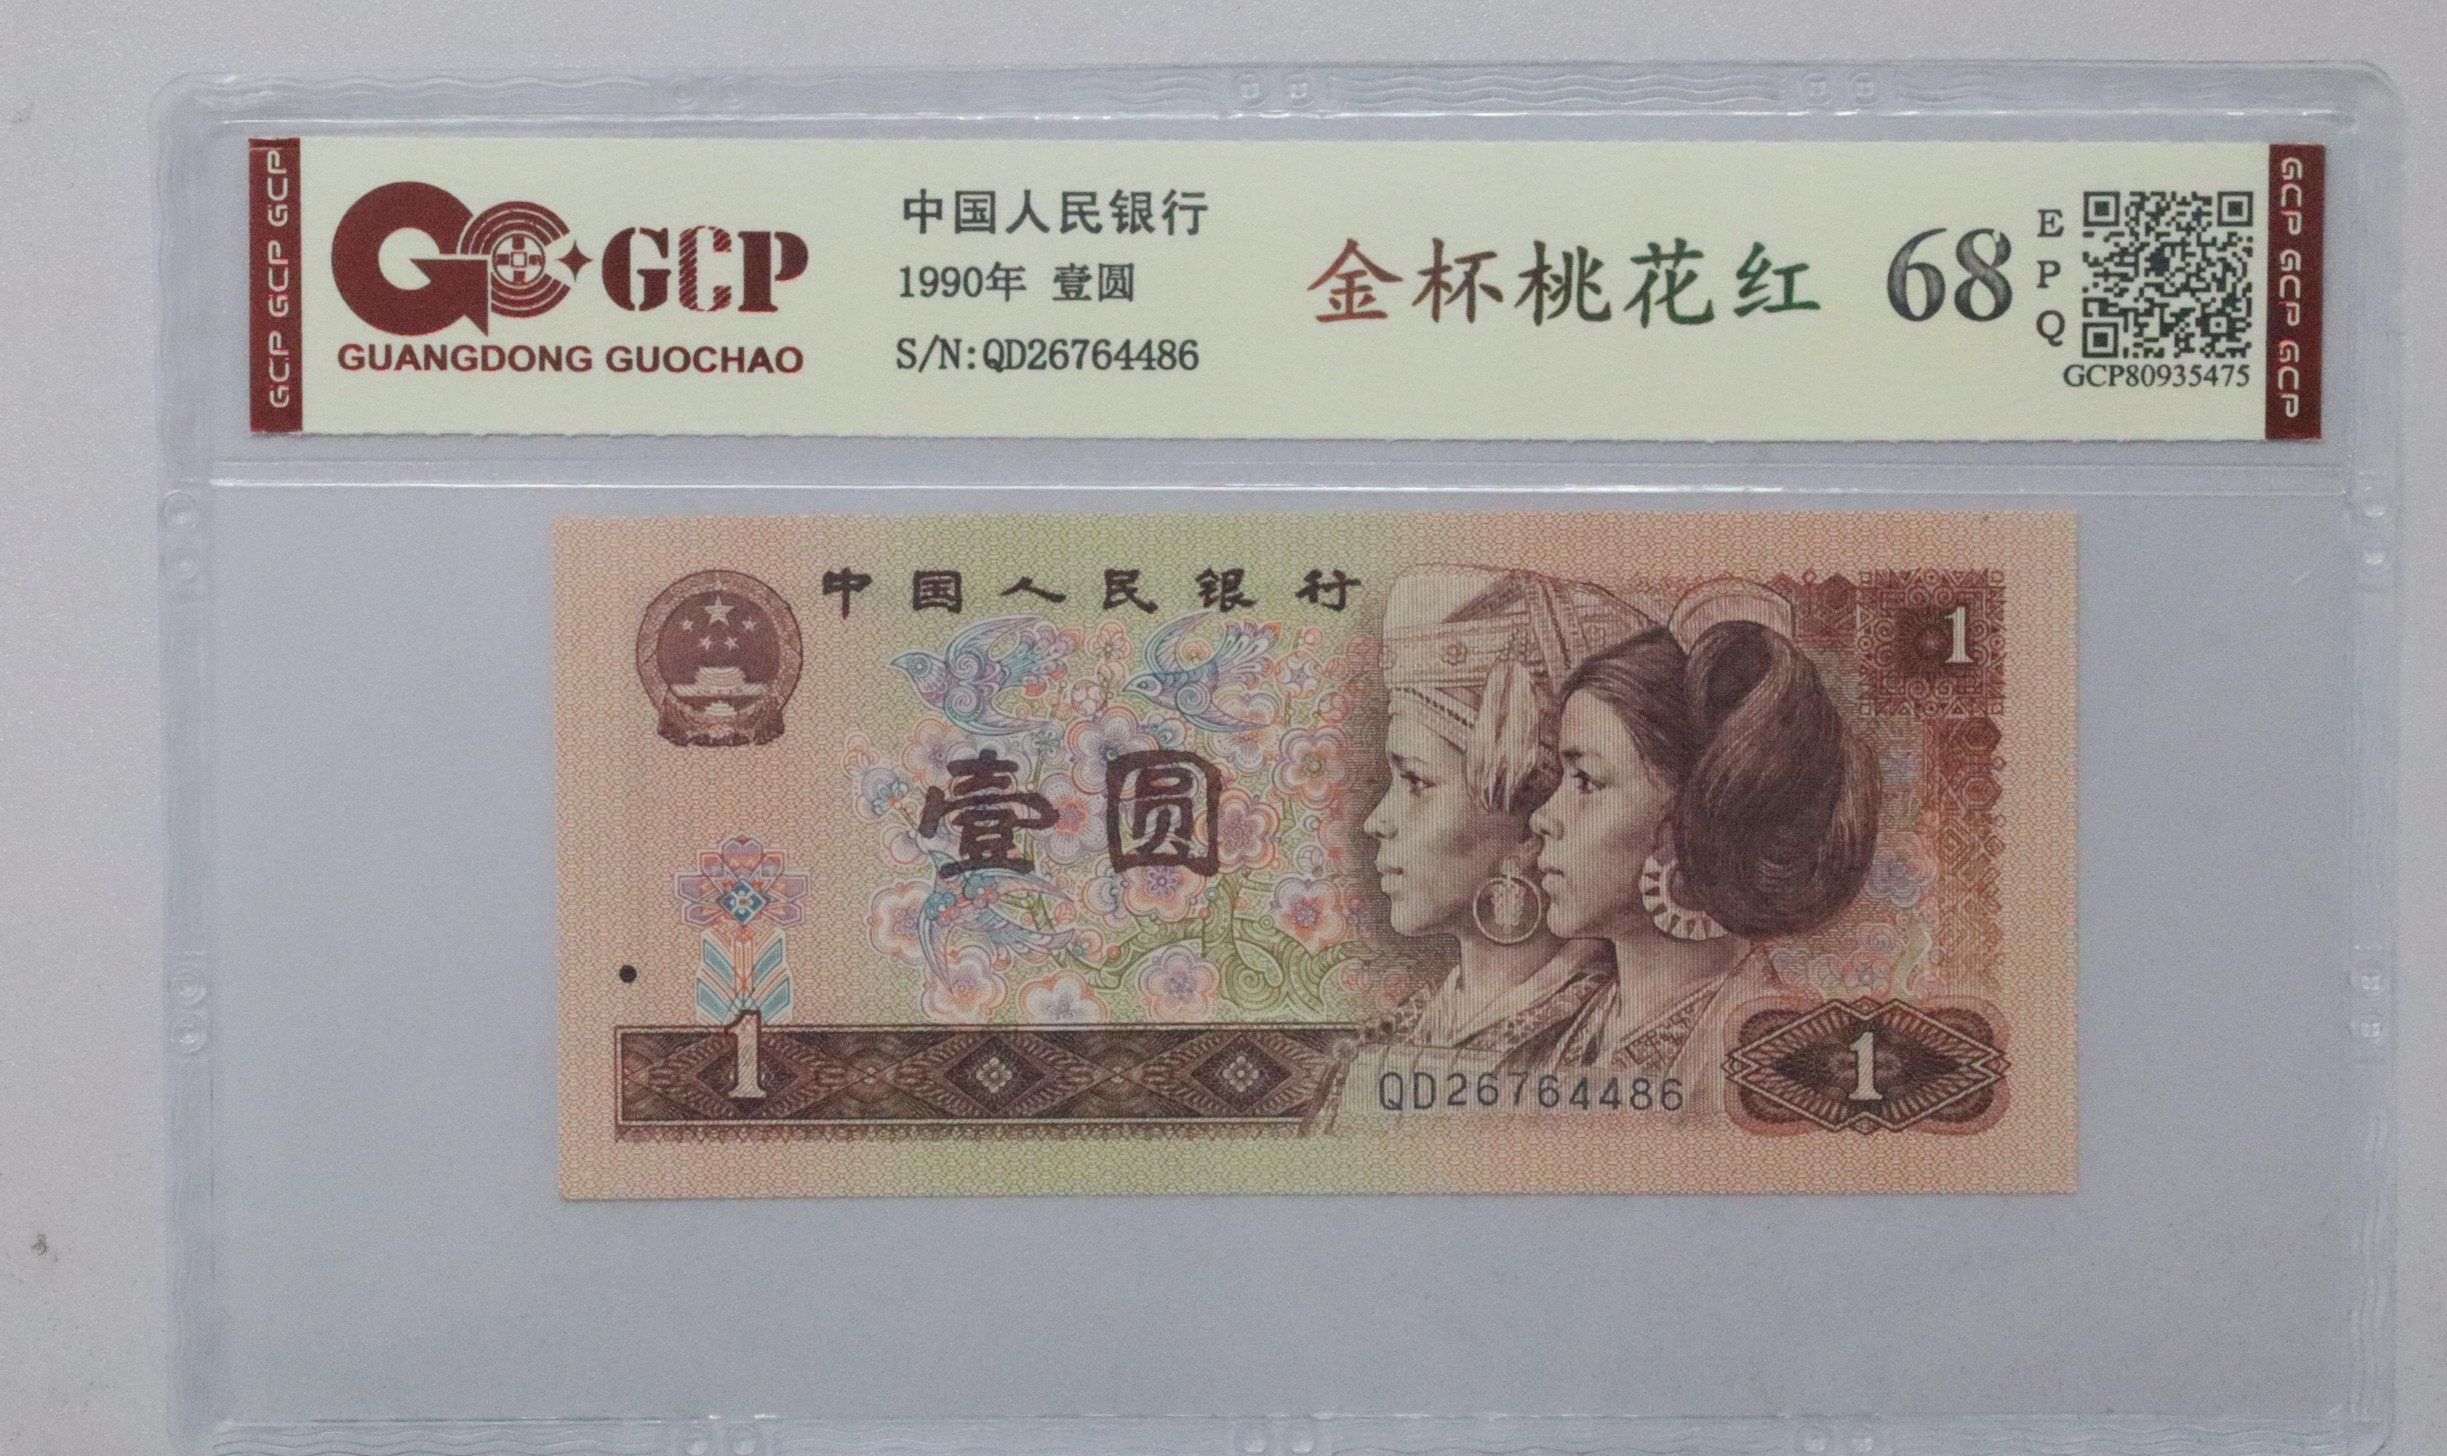 GCP GCP GCP
GCP
GUANGDONG GUOCHAO
中国人民银行
1990年 壹圆
S/N:QD26764486
金杯桃花红
68
E
P
Q
GCP80935475
GCP GCP GCP
中国人民银行
1
壹圆
1
QD26764486
1